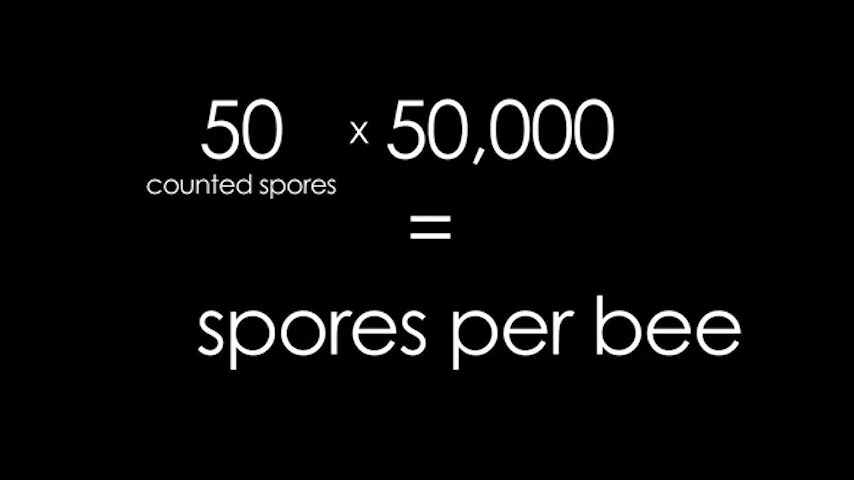 50 x 50,000
counted spores
=
spores per bee